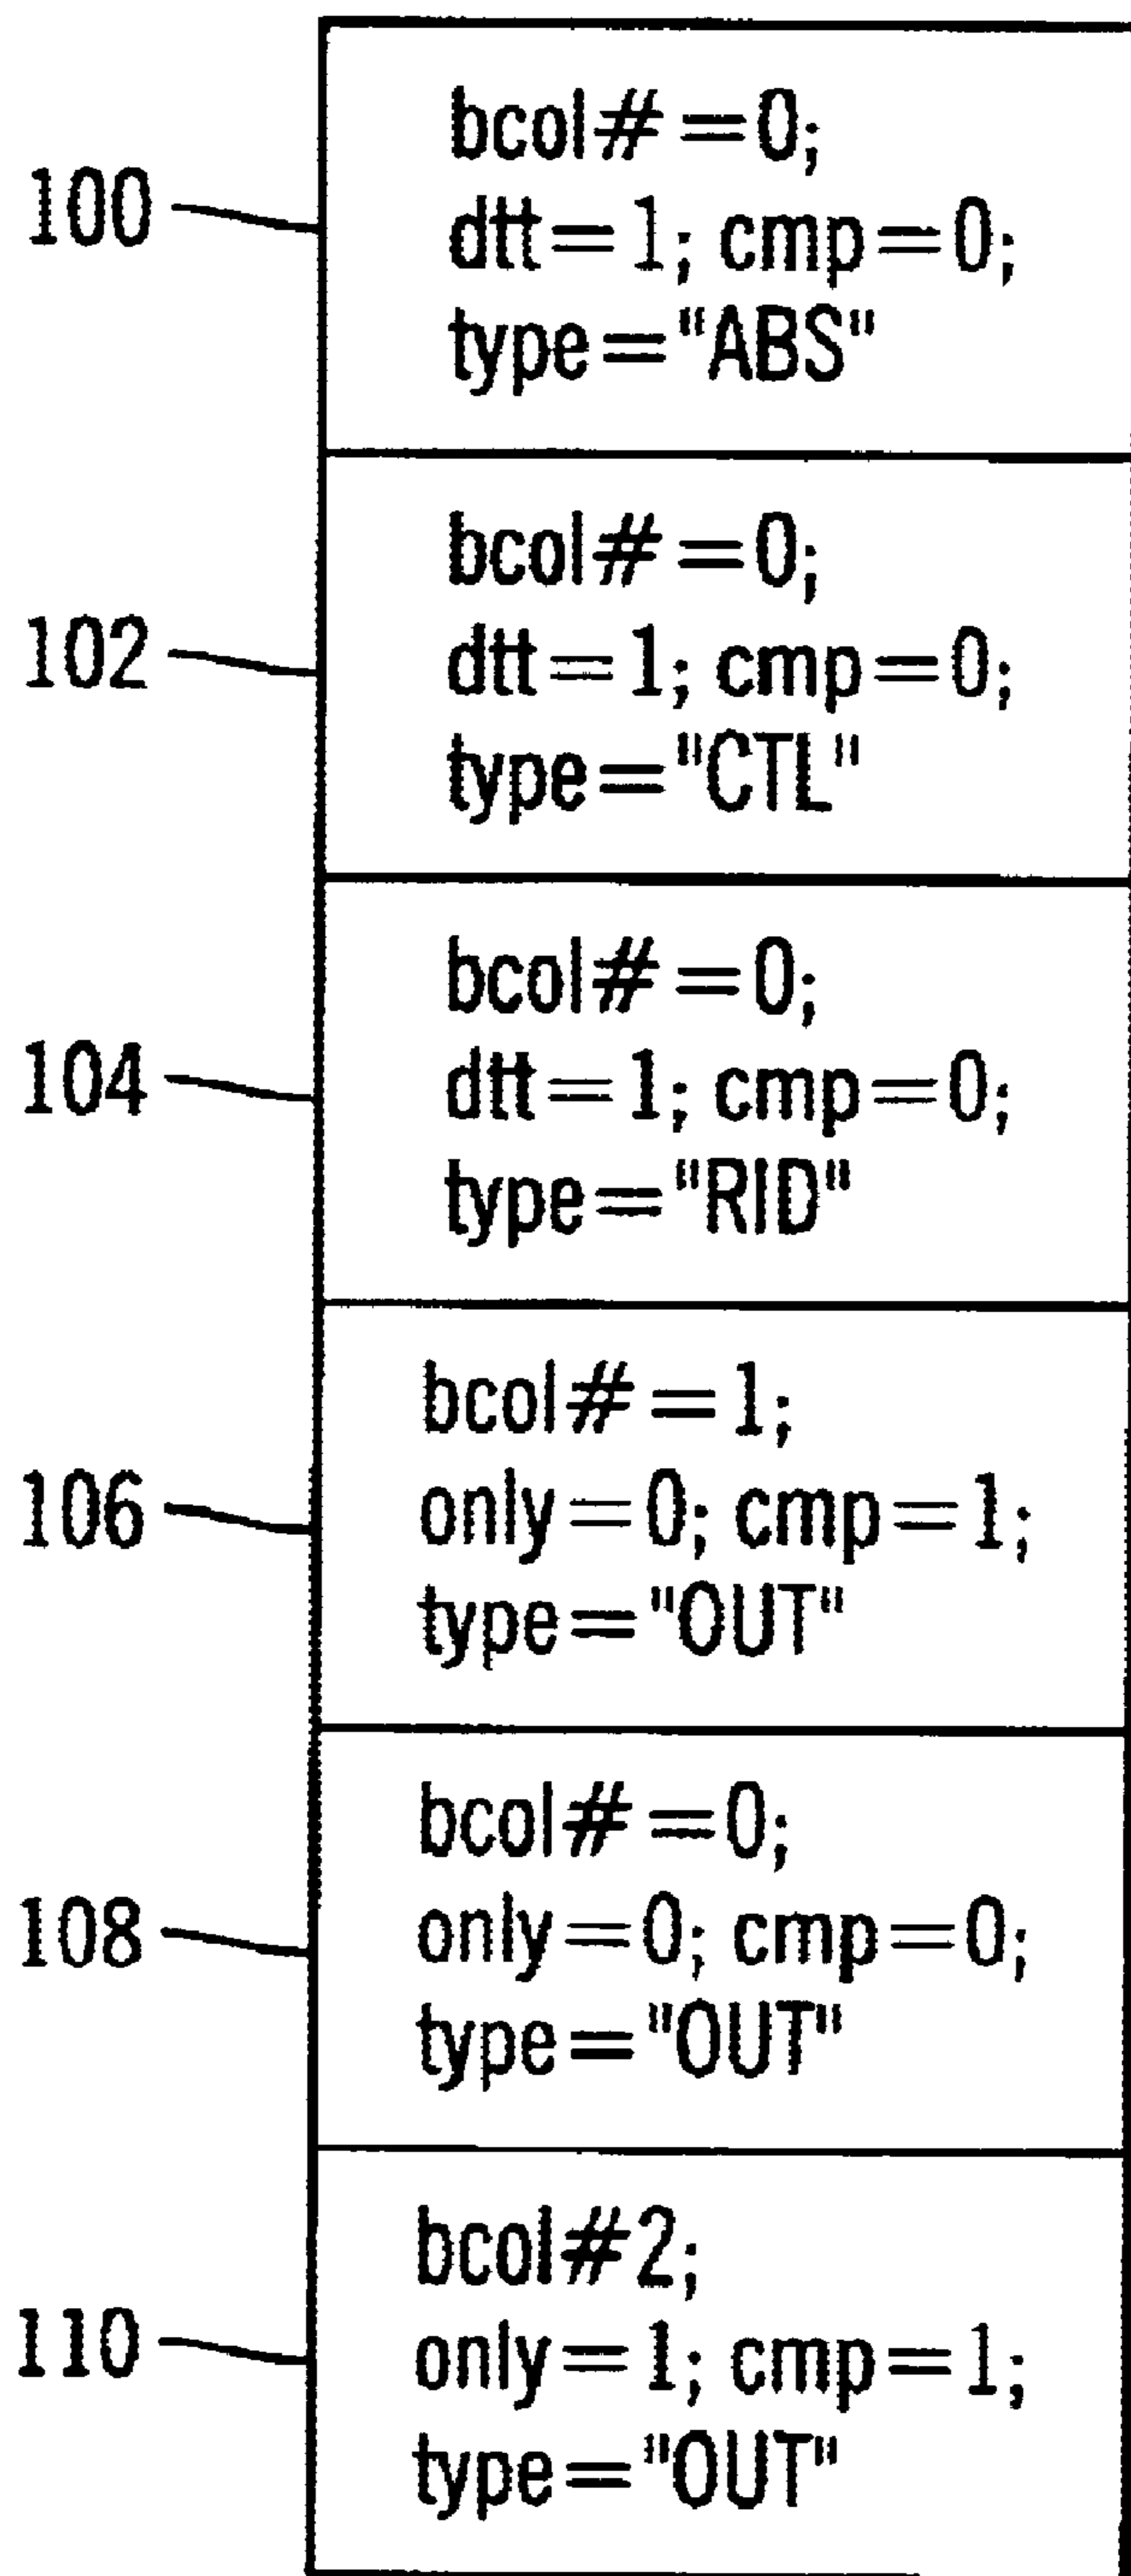 100
bcol#=0;
dtt=1; cmp=0;
type="ABS"
102
bcol#=0;
dtt=1; cmp=0;
type="CTL"
104
bcol#=0;
dtt=1; cmp=0;
type="RID"
106
bcol#=1;
only=0; cmp=1;
type="OUT"
108
bcol#=0;
only=0; cmp=0;
type="OUT"
110
bcol#2;
only=1; cmp=1;
type="OUT"